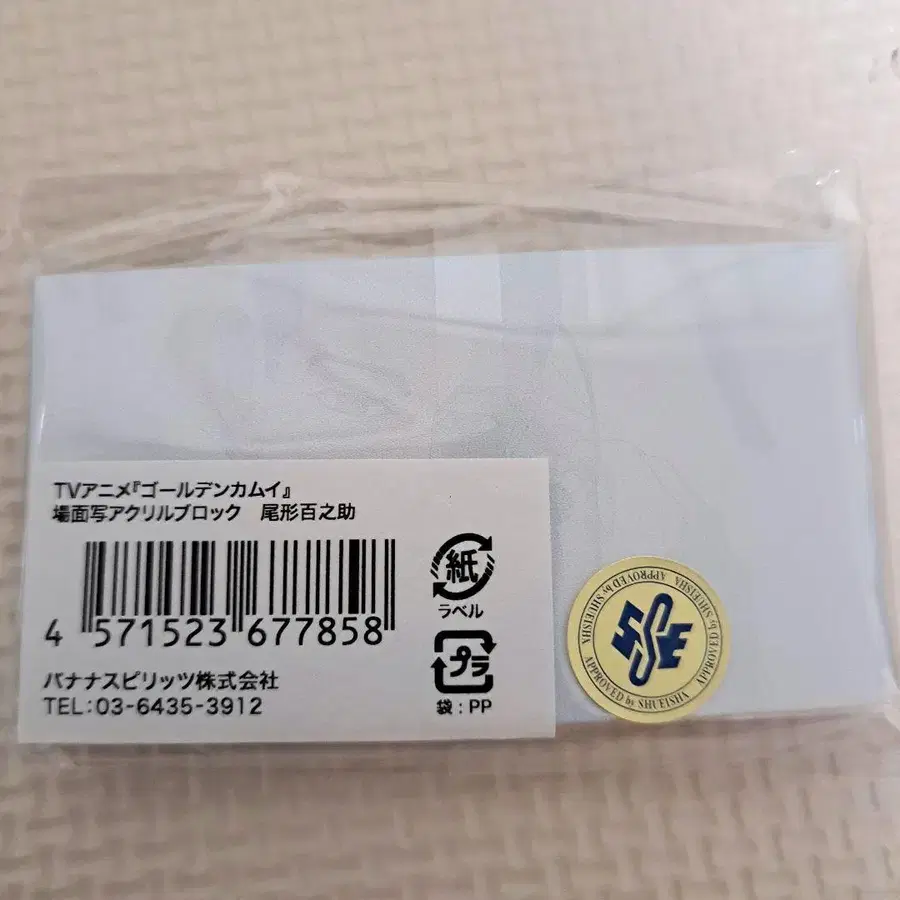 TVアニメ『ゴールデンカムイ』
場面写アクリルブロック　尾形百之助
4 571523 677858
紙
ラベル
プラ
袋:PP
バナナスピリッツ株式会社
TEL:03-6435-3912
APPROVED by SHUEISHA
APPROVED by SHUEISHA
APPROVED by SHUEISHA